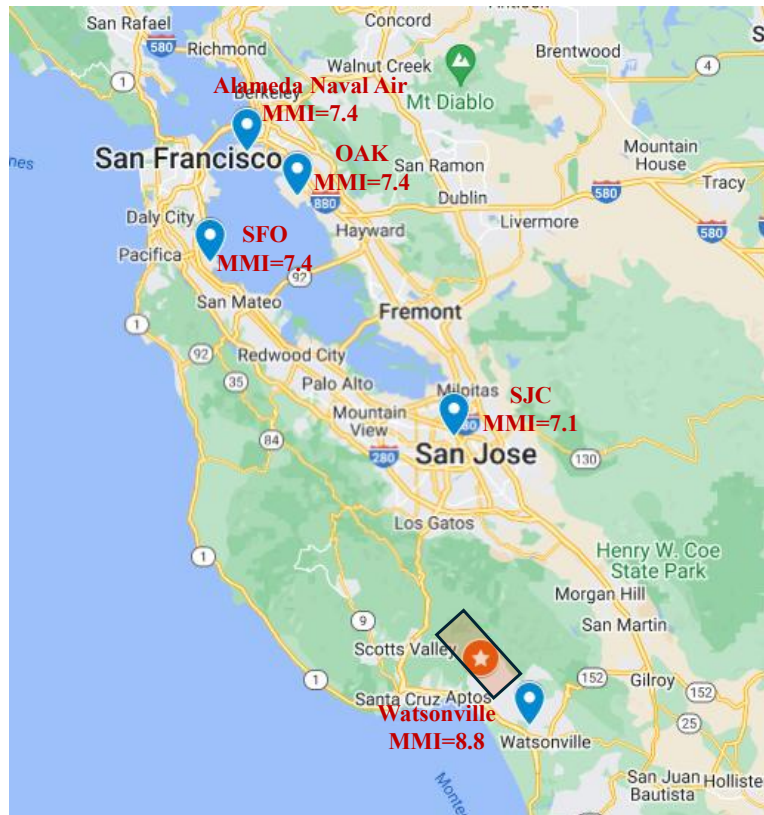 San Rafael
Concord
Antioch
580
Richmond
Walnut Creek
Brentwood
1
4
Alameda Naval Air
Berkeley
MMI=7.4
Mt Diablo
nes
San Francisco
OAK
MMI=7.4
San Ramon
Mountain
House
Tracy
580
880
Dublin
Livermore
580
580
Daly City
Hayward
SFO
Pacifica
MMI=7.4
92
San Mateo
1
Fremont
92
Redwood City
35
Palo Alto
Milpitas
SJC
Mountain
View
MMI=7.1
84
280
San Jose
130
Los Gatos
1
Henry W. Coe
State Park
Morgan Hill
9
San Martin
Scotts Valley
1
152
Gilroy
152
Santa Cruz
Aptos
Watsonville
25
MMI=8.8
Watsonville
San Juan
Bautista
Hollister
Monte